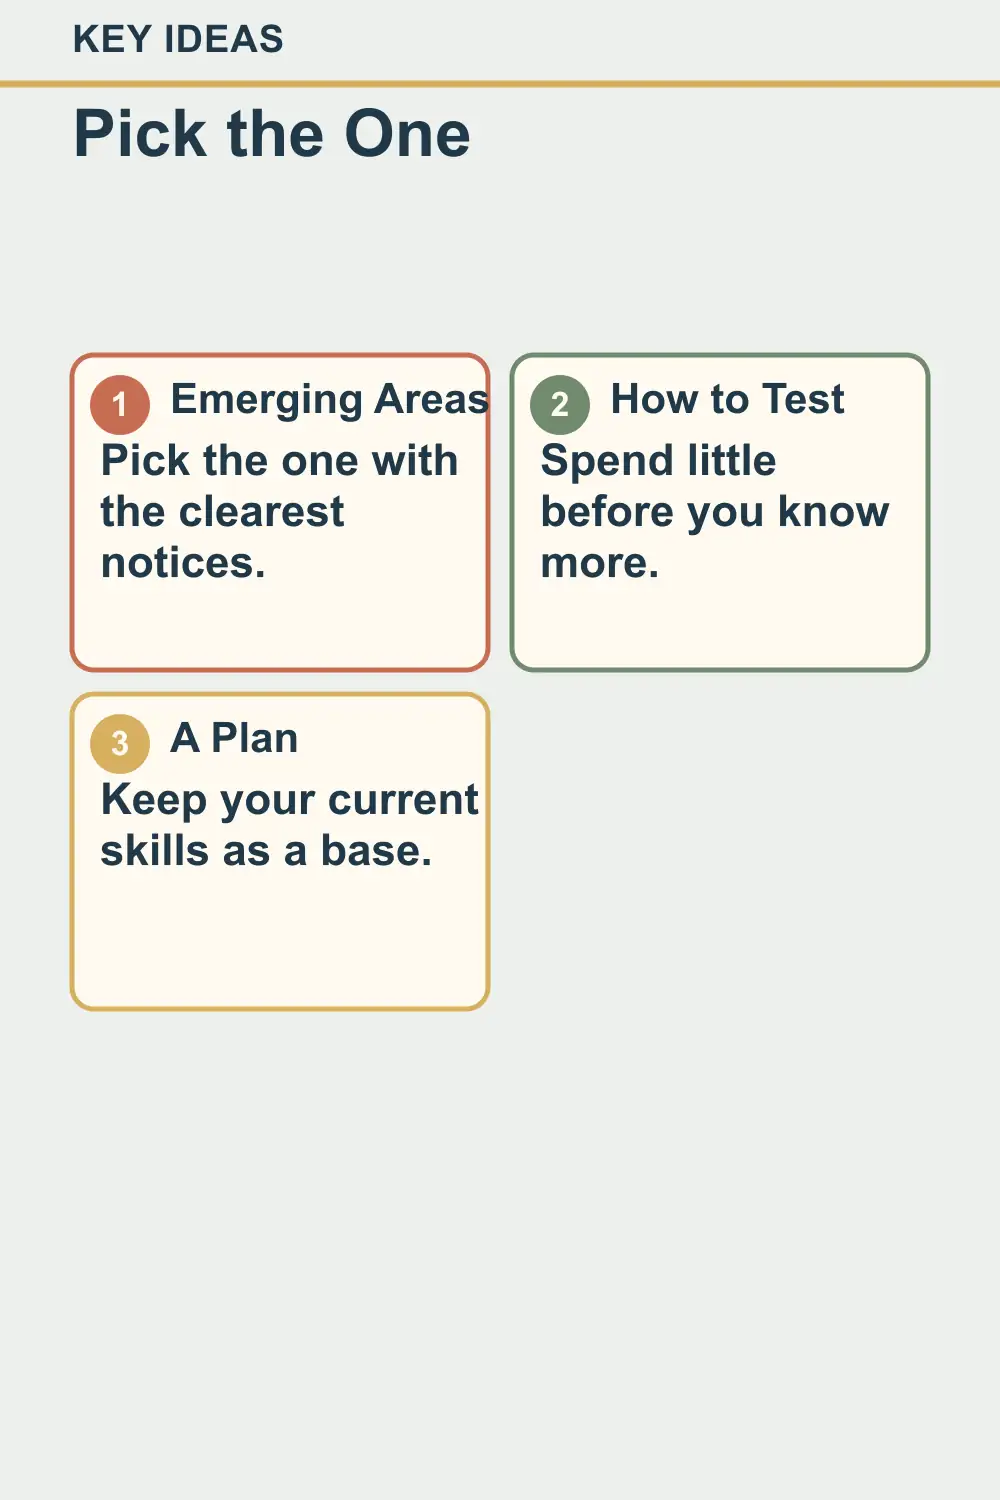 KEY IDEAS
Pick the One
1 Emerging Areas
Pick the one with
the clearest
notices.
2 How to Test
Spend little
before you know
more.
3 A Plan
Keep your current
skills as a base.